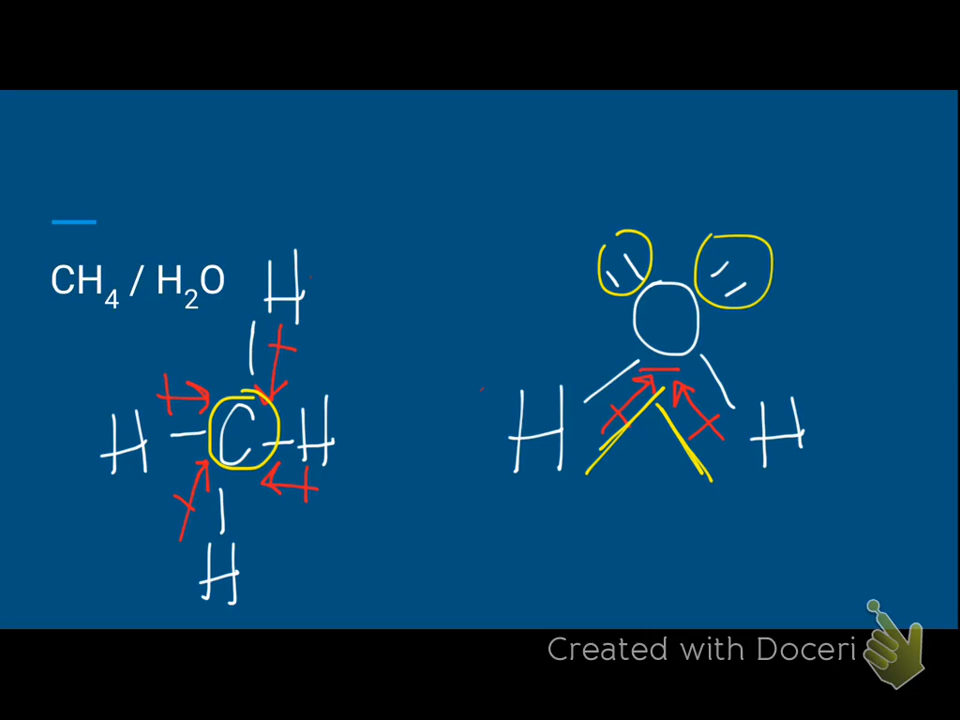 CH4 / H2O
H
H C H
H
H O H
Created with Doceri